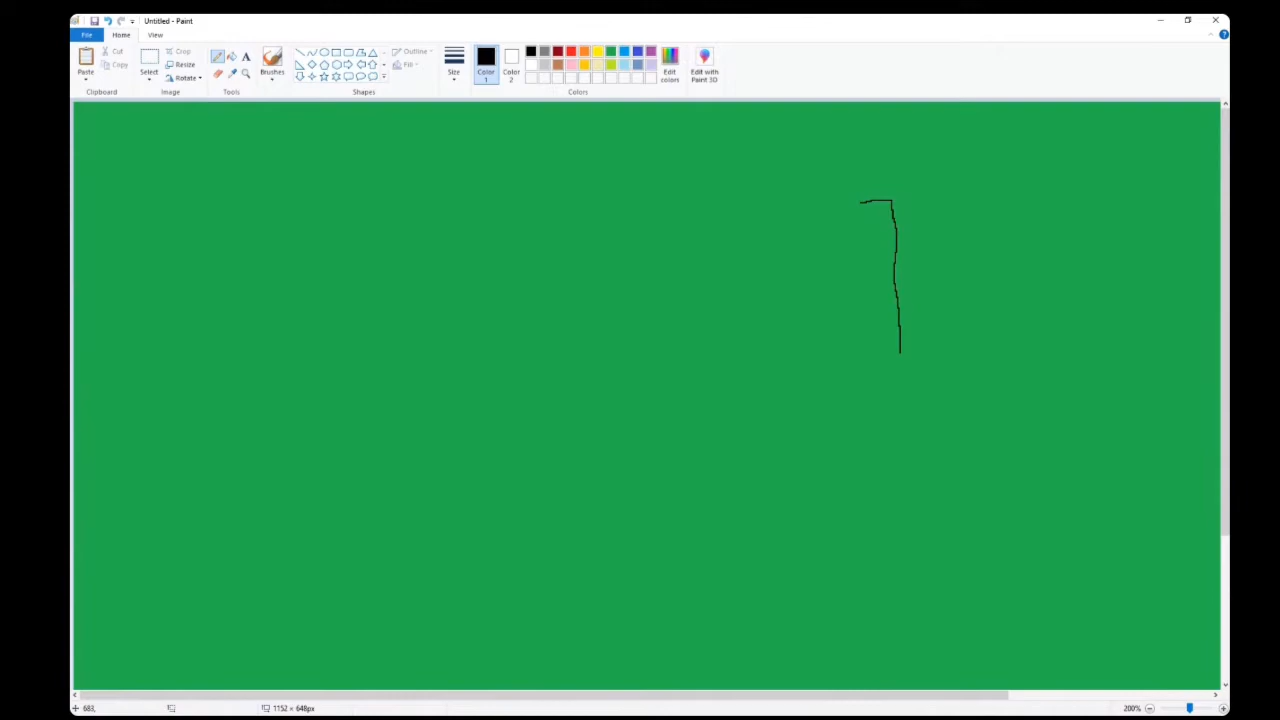 Untitled - Paint
File Home View
Paste
Cut
Copy
Clipboard
Select
Crop
Resize
Rotate
Image
A
Tools
Brushes
Outline
Fill
Shapes
Size
Color 1
Color 2
Colors
Edit colors
Edit with Paint 3D
683,
1152 × 648px
200%